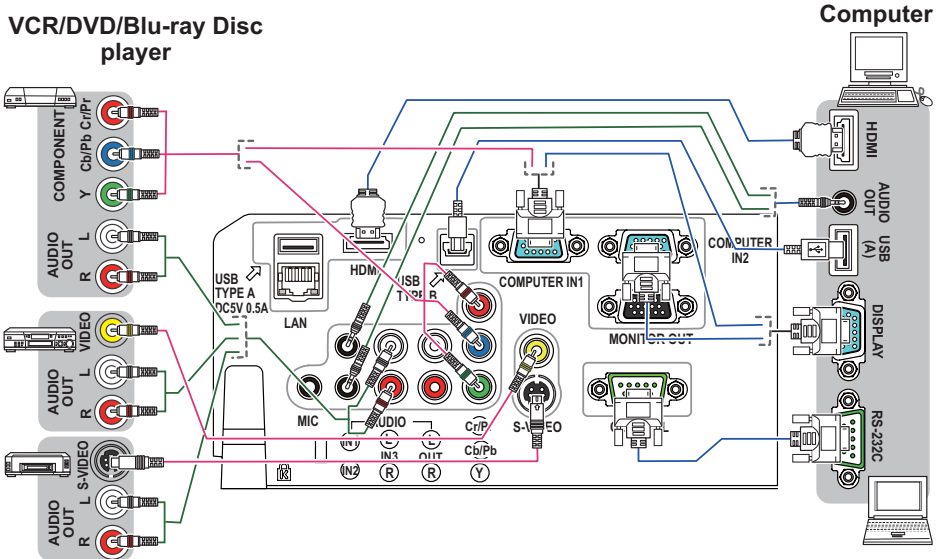 VCR/DVD/Blu-ray Disc
player
Computer
COMPONENT
Cr/Pr
Cb/Pb
Y
AUDIO
OUT
L
R
VIDEO
AUDIO
OUT
L
R
S-VIDEO
AUDIO
OUT
L
R
USB
TYPE A
DC5V 0.5A
LAN
HDMI
USB
TYPE B
COMPUTER IN1
COMPUTER
IN2
MONITOR OUT
VIDEO
S-VIDEO
MIC
AUDIO
IN1
IN2
L
IN3
R
L
OUT
R
Cb/Pb
Y
HDMI
AUDIO
OUT
USB
(A)
DISPLAY
RS-232C